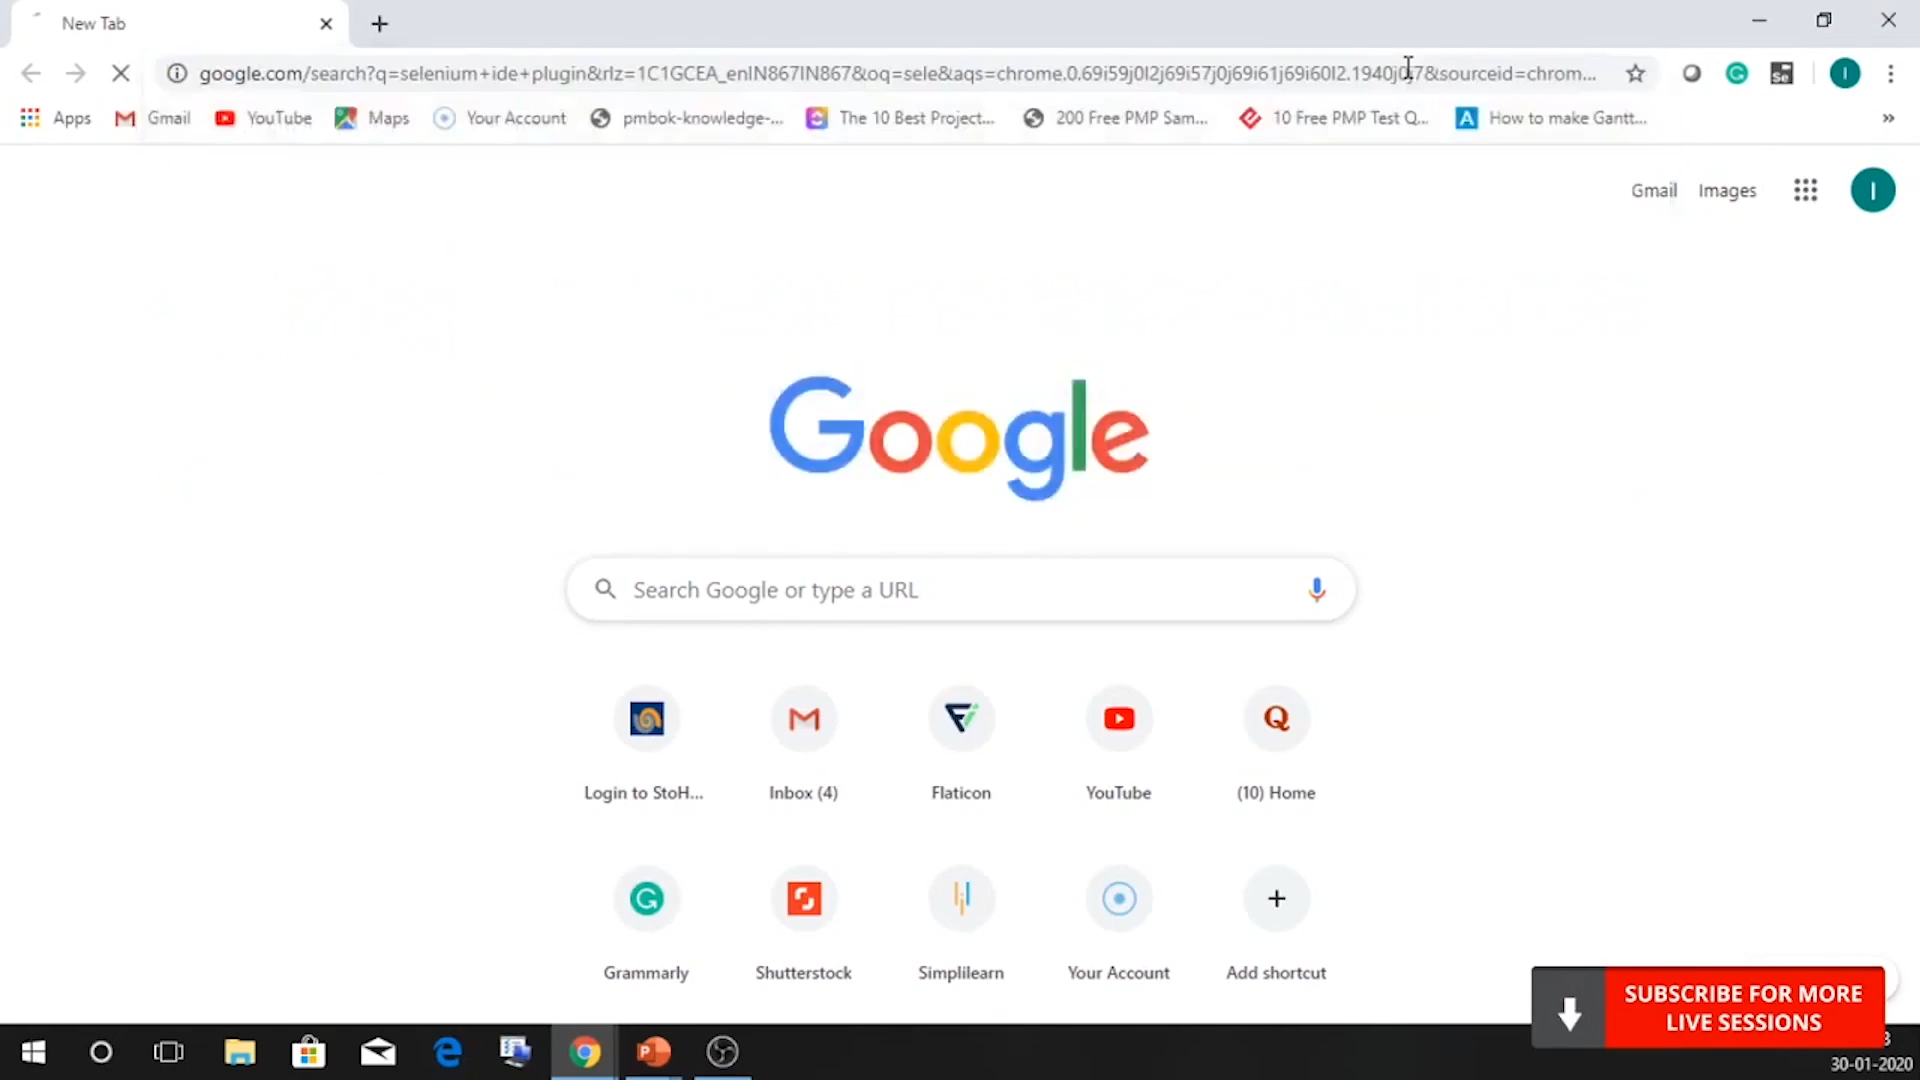 New Tab
google.com/search?q=selenium+ide+plugin&rlz=1C1GCEA_enIN867IN867&oq=sele&aqs=chrome.0.69i59j0l2j69i57j0j69i61j69i60l2.1940j0j7&sourceid=chrom...
Se
I
Apps
Gmail
YouTube
Maps
Your Account
pmbok-knowledge-...
The 10 Best Project...
200 Free PMP Sam...
10 Free PMP Test Q...
A
How to make Gantt...
»
Gmail
Images
I
Google
Search Google or type a URL
Login to StoH...
Inbox (4)
Flaticon
YouTube
Q
(10) Home
G
Grammarly
Shutterstock
Simplilearn
Your Account
Add shortcut
SUBSCRIBE FOR MORE
LIVE SESSIONS
30-01-2020